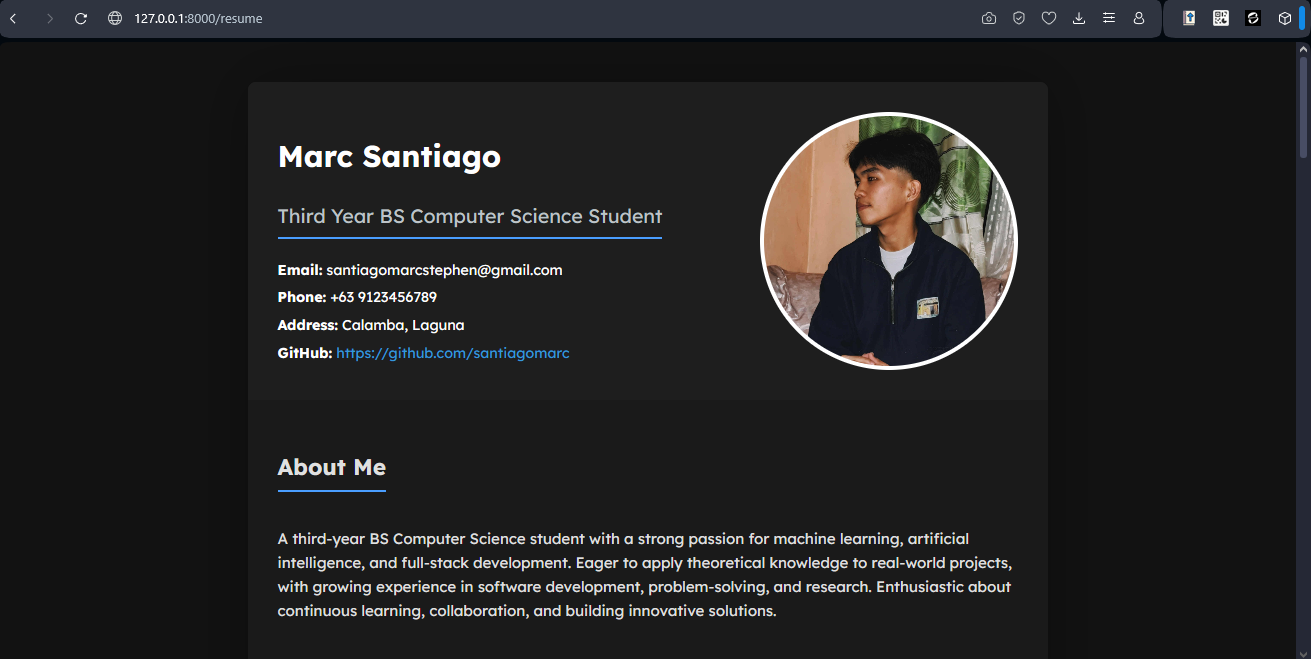 127.0.0.1:8000/resume
Marc Santiago
Third Year BS Computer Science Student
Email: santiagomarcstephen@gmail.com
Phone: +63 9123456789
Address: Calamba, Laguna
GitHub: https://github.com/santiagomarc
About Me
A third-year BS Computer Science student with a strong passion for machine learning, artificial
intelligence, and full-stack development. Eager to apply theoretical knowledge to real-world projects,
with growing experience in software development, problem-solving, and research. Enthusiastic about
continuous learning, collaboration, and building innovative solutions.